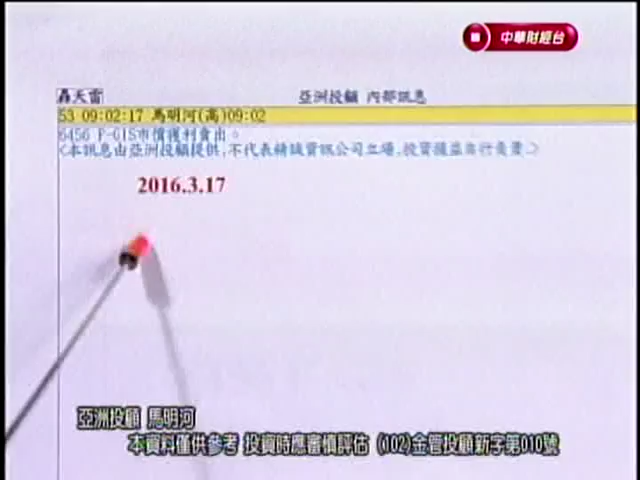 中華財經台
轟天雷
亞洲投顧 內部訊息
53 09:02:17 馬明河(高)09:02
6456 F-GIS市價獲利賣出。
<本訊息由亞洲投顧提供,不代表精誠資訊公司立場,投資獲益自行負責.>
2016.3.17
亞洲投顧 馬明河
本資料僅供參考 投資時應審慎評估 (102)金管投顧新字第010號